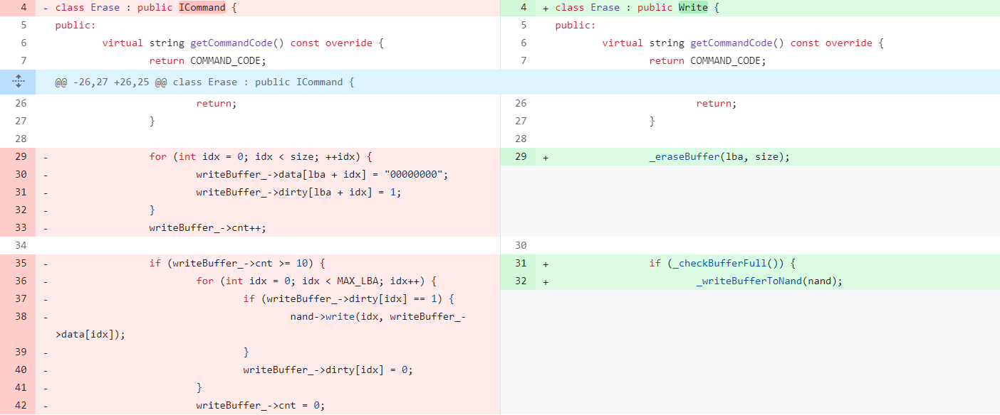 4 - class Erase : public ICommand {
5 public:
6 virtual string getCommandCode() const override {
7 return COMMAND_CODE;
@@ -26,27 +26,25 @@ class Erase : public ICommand {
26 return;
27 }
28
29 - for (int idx = 0; idx < size; ++idx) {
30 - writeBuffer_->data[lba + idx] = "00000000";
31 - writeBuffer_->dirty[lba + idx] = 1;
32 - }
33 - writeBuffer_->cnt++;
34
35 - if (writeBuffer_->cnt >= 10) {
36 - for (int idx = 0; idx < MAX_LBA; idx++) {
37 - if (writeBuffer_->dirty[idx] == 1) {
38 - nand->write(idx, writeBuffer_-
>data[idx]);
39 - }
40 - writeBuffer_->dirty[idx] = 0;
41 - }
42 - writeBuffer_->cnt = 0;
4 + class Erase : public Write {
5 public:
6 virtual string getCommandCode() const override {
7 return COMMAND_CODE;
26 return;
27 }
28
29 + _eraseBuffer(lba, size);
30
31 + if (_checkBufferFull()) {
32 + _writeBufferToNand(nand);